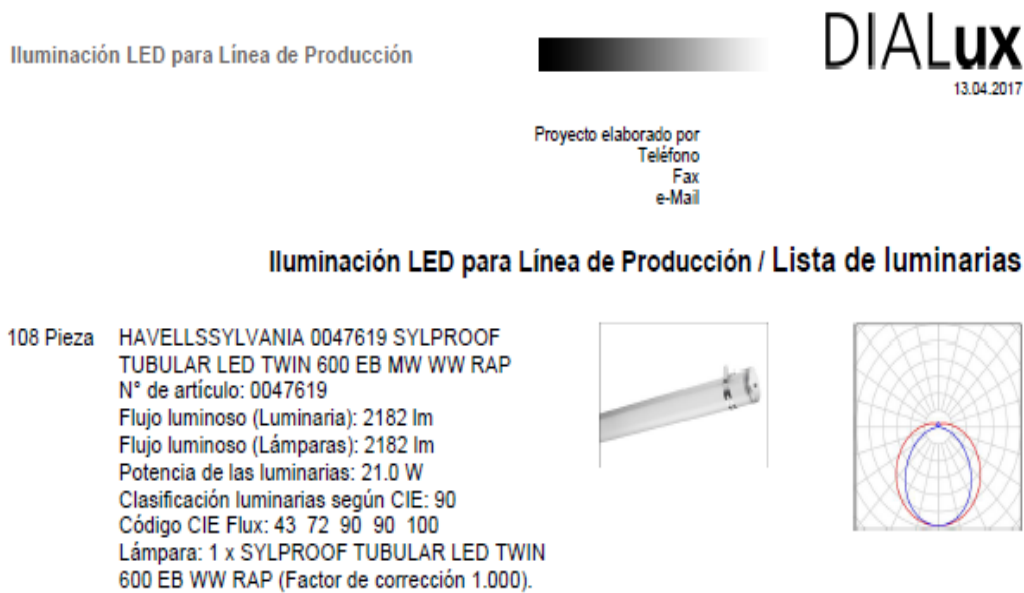 Iluminación LED para Línea de Producción
DIALux
13.04.2017
Proyecto elaborado por
Teléfono
Fax
e-Mail
Iluminación LED para Línea de Producción / Lista de luminarias
108 Pieza HAVELLSSYLVANIA 0047619 SYLPROOF
TUBULAR LED TWIN 600 EB MW WW RAP
N° de artículo: 0047619
Flujo luminoso (Luminaria): 2182 lm
Flujo luminoso (Lámparas): 2182 lm
Potencia de las luminarias: 21.0 W
Clasificación luminarias según CIE: 90
Código CIE Flux: 43 72 90 90 100
Lámpara: 1 x SYLPROOF TUBULAR LED TWIN
600 EB WW RAP (Factor de corrección 1.000).